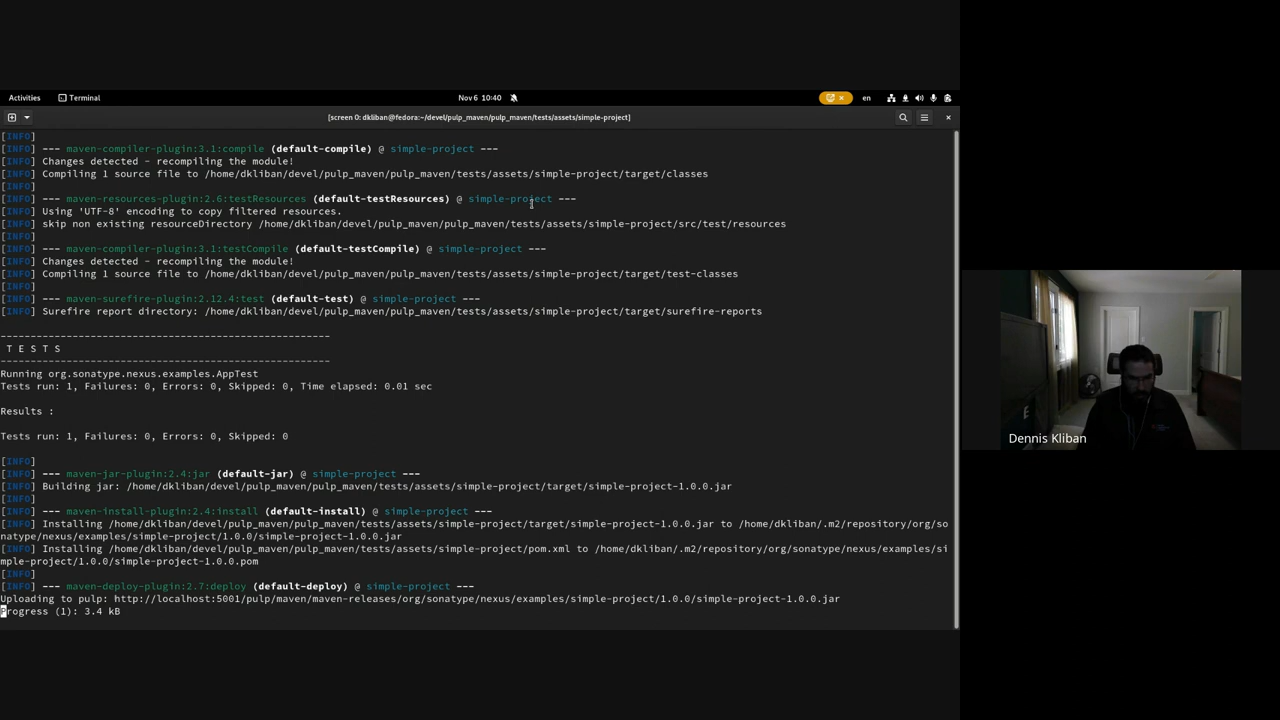 Activities
Terminal
Nov 6 10:40
en
[screen 0: dkliban@fedora:~/devel/pulp_maven/pulp_maven/tests/assets/simple-project]
[INFO]
[INFO] --- maven-compiler-plugin:3.1:compile (default-compile) @ simple-project ---
[INFO] Changes detected - recompiling the module!
[INFO] Compiling 1 source file to /home/dkliban/devel/pulp_maven/pulp_maven/tests/assets/simple-project/target/classes
[INFO]
[INFO] --- maven-resources-plugin:2.6:testResources (default-testResources) @ simple-project ---
[INFO] Using 'UTF-8' encoding to copy filtered resources.
[INFO] skip non existing resourceDirectory /home/dkliban/devel/pulp_maven/pulp_maven/tests/assets/simple-project/src/test/resources
[INFO]
[INFO] --- maven-compiler-plugin:3.1:testCompile (default-testCompile) @ simple-project ---
[INFO] Changes detected - recompiling the module!
[INFO] Compiling 1 source file to /home/dkliban/devel/pulp_maven/pulp_maven/tests/assets/simple-project/target/test-classes
[INFO]
[INFO] --- maven-surefire-plugin:2.12.4:test (default-test) @ simple-project ---
[INFO] Surefire report directory: /home/dkliban/devel/pulp_maven/pulp_maven/tests/assets/simple-project/target/surefire-reports
-------------------------------------------------------
T E S T S
-------------------------------------------------------
Running org.sonatype.nexus.examples.AppTest
Tests run: 1, Failures: 0, Errors: 0, Skipped: 0, Time elapsed: 0.01 sec
Results :
Tests run: 1, Failures: 0, Errors: 0, Skipped: 0
[INFO]
[INFO] --- maven-jar-plugin:2.4:jar (default-jar) @ simple-project ---
[INFO] Building jar: /home/dkliban/devel/pulp_maven/pulp_maven/tests/assets/simple-project/target/simple-project-1.0.0.jar
[INFO]
[INFO] --- maven-install-plugin:2.4:install (default-install) @ simple-project ---
[INFO] Installing /home/dkliban/devel/pulp_maven/pulp_maven/tests/assets/simple-project/target/simple-project-1.0.0.jar to /home/dkliban/.m2/repository/org/so
natype/nexus/examples/simple-project/1.0.0/simple-project-1.0.0.jar
[INFO] Installing /home/dkliban/devel/pulp_maven/pulp_maven/tests/assets/simple-project/pom.xml to /home/dkliban/.m2/repository/org/sonatype/nexus/examples/si
mple-project/1.0.0/simple-project-1.0.0.pom
[INFO]
[INFO] --- maven-deploy-plugin:2.7:deploy (default-deploy) @ simple-project ---
Uploading to pulp: http://localhost:5001/pulp/maven/maven-releases/org/sonatype/nexus/examples/simple-project/1.0.0/simple-project-1.0.0.jar
Progress (1): 3.4 kB
Dennis Kliban